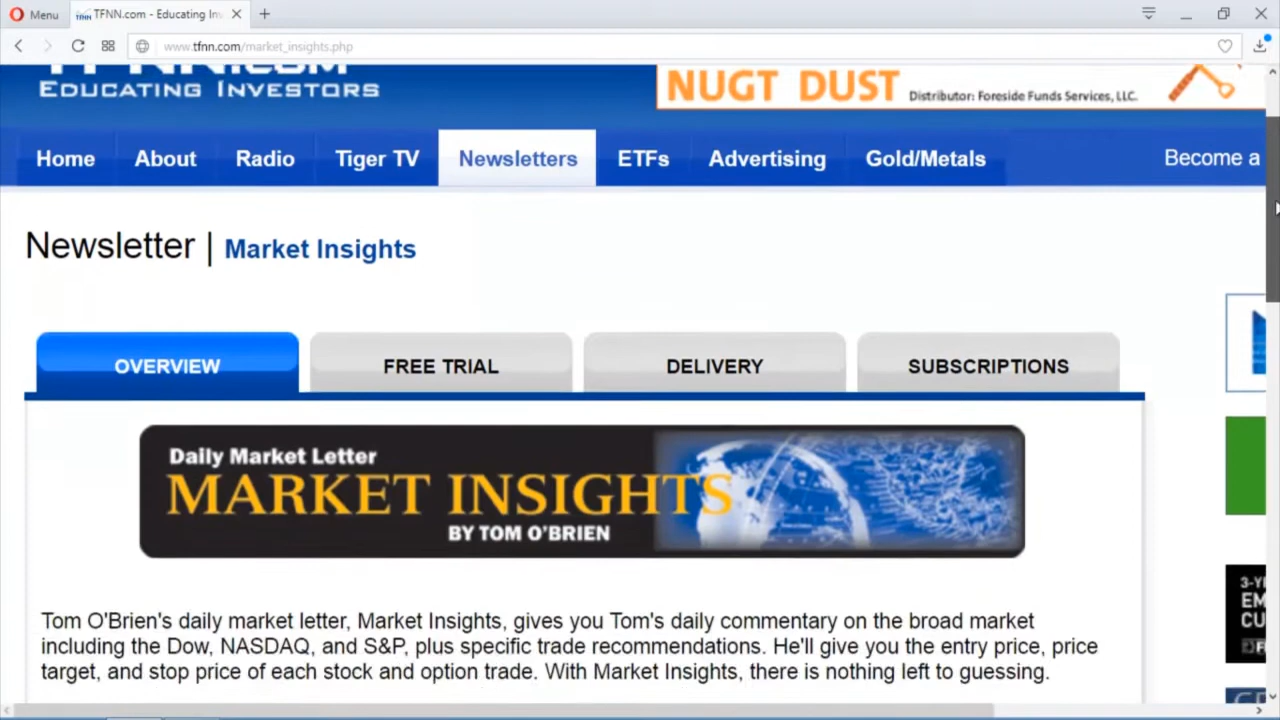 Menu
TFNN.com - Educating In
www.tfnn.com/market_insights.php
TFNN.COM
EDUCATING INVESTORS
NUGT DUST Distributor: Foreside Funds Services, LLC.
Home About Radio Tiger TV Newsletters ETFs Advertising Gold/Metals Become a
Newsletter | Market Insights
OVERVIEW FREE TRIAL DELIVERY SUBSCRIPTIONS
Daily Market Letter
MARKET INSIGHTS
BY TOM O'BRIEN
3-Y
EM
CU
Tom O'Brien's daily market letter, Market Insights, gives you Tom's daily commentary on the broad market
including the Dow, NASDAQ, and S&P, plus specific trade recommendations. He'll give you the entry price, price
target, and stop price of each stock and option trade. With Market Insights, there is nothing left to guessing.